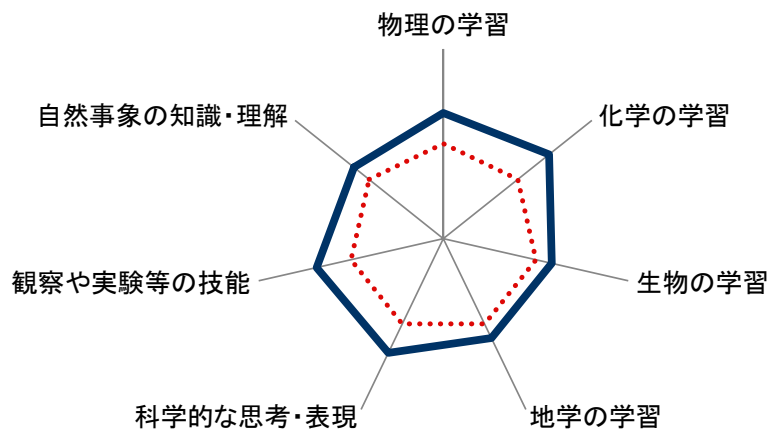 物理の学習
自然事象の知識・理解
化学の学習
観察や実験等の技能
生物の学習
科学的な思考・表現
地学の学習